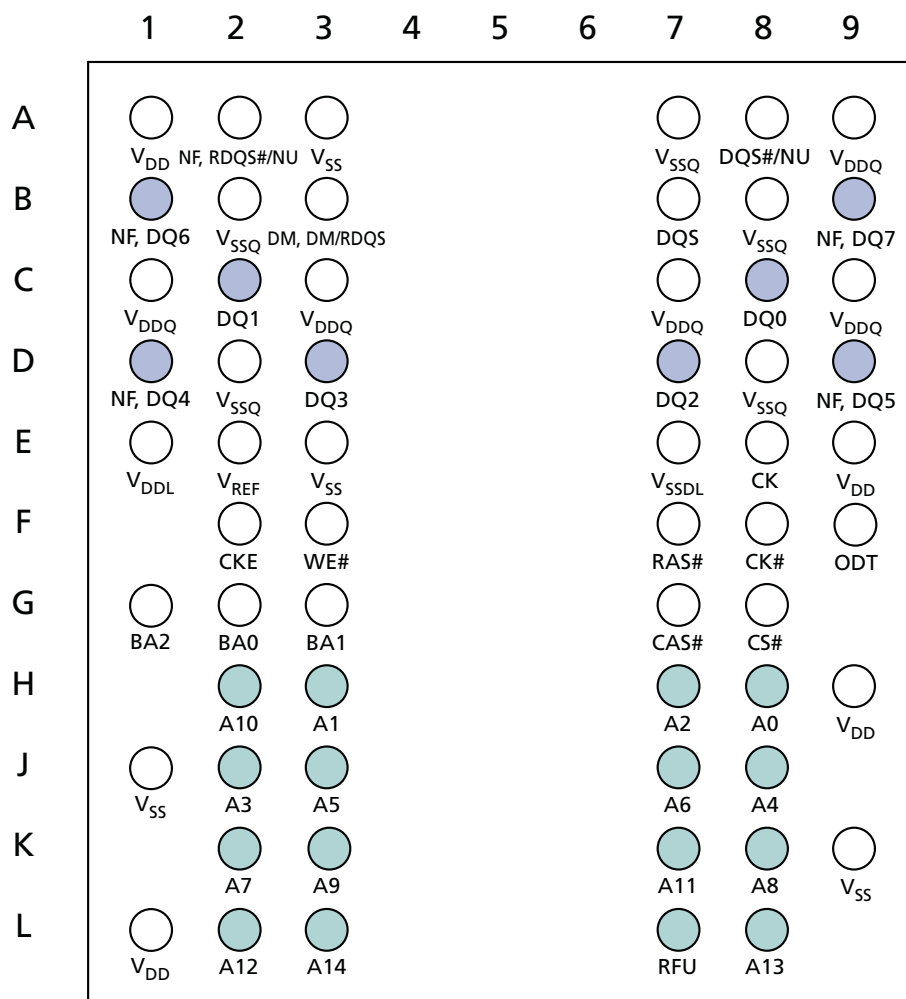 1 2 3 4 5 6 7 8 9
A
VDD NF, RDQS#/NU VSS VSSQ DQS#/NU VDDQ
B
NF, DQ6 VSSQ DM, DM/RDQS DQS VSSQ NF, DQ7
C
VDDQ DQ1 VDDQ VDDQ DQ0 VDDQ
D
NF, DQ4 VSSQ DQ3 DQ2 VSSQ NF, DQ5
E
VDDL VREF VSS VSSDL CK VDD
F
CKE WE# RAS# CK# ODT
G
BA2 BA0 BA1 CAS# CS#
H
A10 A1 A2 A0 VDD
J
VSS A3 A5 A6 A4
K
A7 A9 A11 A8 VSS
L
VDD A12 A14 RFU A13